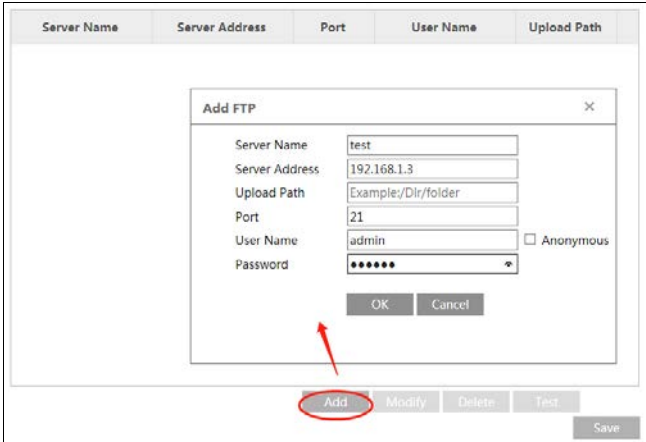 Server Name Server Address Port User Name Upload Path
Add FTP ×
Server Name test
Server Address 192.168.1.3
Upload Path Example:/Dir/folder
Port 21
User Name admin Anonymous
Password ●●●●●●
OK Cancel
Add Modify Delete Test
Save